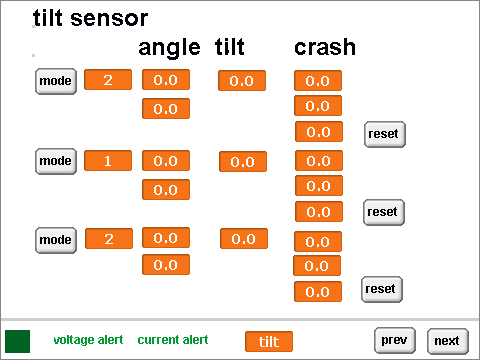 tilt sensor
angle tilt crash
mode 2 0.0 0.0 0.0
0.0 0.0
0.0 reset
mode 1 0.0 0.0 0.0
0.0 0.0
0.0 reset
mode 2 0.0 0.0 0.0
0.0 0.0
0.0 reset
voltage alert current alert tilt prev next